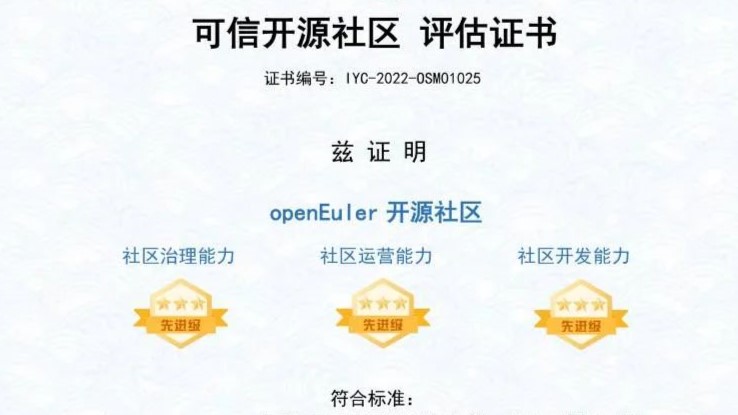 可信开源社区 评估证书
证书编号：IYC-2022-OSM01025
兹证明
openEuler 开源社区
社区治理能力 社区运营能力 社区开发能力
先进级 先进级 先进级
符合标准：